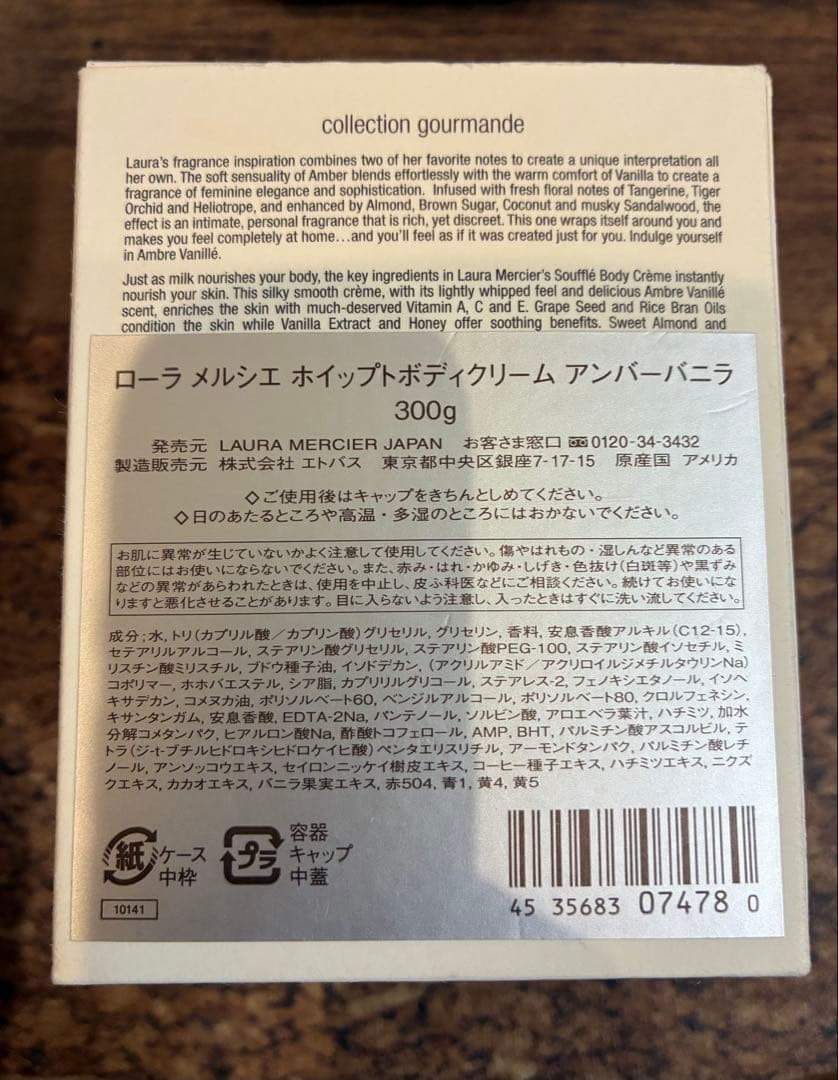 collection gourmande
Laura's fragrance inspiration combines two of her favorite notes to create a unique interpretation all
her own. The soft sensuality of Amber blends effortlessly with the warm comfort of Vanilla to create a
fragrance of feminine elegance and sophistication. Infused with fresh floral notes of Tangerine, Tiger
Orchid and Heliotrope, and enhanced by Almond, Brown Sugar, Coconut and musky Sandalwood, the
effect is an intimate, personal fragrance that is rich, yet discreet. This one wraps itself around you and
makes you feel completely at home…and you'll feel as if it was created just for you. Indulge yourself
in Ambre Vanillé.
Just as milk nourishes your body, the key ingredients in Laura Mercier's Soufflé Body Crème instantly
nourish your skin. This silky smooth crème, with its lightly whipped feel and delicious Ambre Vanillé
scent, enriches the skin with much-deserved Vitamin A, C and E. Grape Seed and Rice Bran Oils
condition the skin while Vanilla Extract and Honey offer soothing benefits. Sweet Almond and
ローラ メルシエ ホイップトボディクリーム アンバーバニラ
300g
発売元 LAURA MERCIER JAPAN お客さま窓口 0120-34-3432
製造販売元 株式会社 エトバス 東京都中央区銀座7-17-15 原産国 アメリカ
◇ご使用後はキャップをきちんとしめてください。
◇日のあたるところや高温・多湿のところにはおかないでください。
お肌に異常が生じていないかよく注意して使用してください。傷やはれもの・湿しんなど異常のある
部位にはお使いにならないでください。また、赤み・はれ・かゆみ・しげき・色抜け(白斑等)や黒ずみ
などの異常があらわれたときは、使用を中止し、皮ふ科医などにご相談ください。続けてお使いにな
りますと悪化させることがあります。目に入らないよう注意し、入ったときはすぐに洗い流してください。
成分;水, トリ(カプリル酸/カプリン酸)グリセリル, グリセリン, 香料, 安息香酸アルキル(C12-15),
セテアリルアルコール, ステアリン酸グリセリル, ステアリン酸PEG-100, ステアリン酸イソセチル, ミ
リスチン酸ミリスチル, ブドウ種子油, イソドデカン, (アクリルアミド/アクリロイルジメチルタウリンNa)
コポリマー, ホホバエステル, シア脂, カプリリルグリコール, ステアレス-2, フェノキシエタノール, イソヘ
キサデカン, コメヌカ油, ポリソルベート60, ベンジルアルコール, ポリソルベート80, クロルフェネシン,
キサンタンガム, 安息香酸, EDTA-2Na, パンテノール, ソルビン酸, アロエベラ葉汁, ハチミツ, 加水
分解コメタンパク, ヒアルロン酸Na, 酢酸トコフェロール, AMP, BHT, パルミチン酸アスコルビル, テ
トラ(ジ-t-ブチルヒドロキシヒドロケイヒ酸)ペンタエリスリチル, アーモンドタンパク, パルミチン酸レチ
ノール, アンソッコウエキス, セイロンニッケイ樹皮エキス, コーヒー種子エキス, ハチミツエキス, ニクズ
クエキス, カカオエキス, バニラ果実エキス, 赤504, 青1, 黄4, 黄5
紙 ケース
中枠
プラ 容器
キャップ
中蓋
10141
45 35683 07478 0